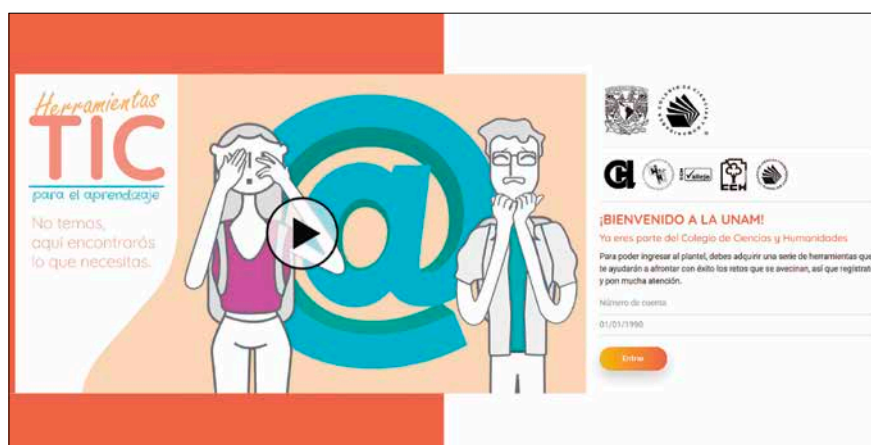 Herramientas
TIC
para el aprendizaje
No temas,
aquí encontrarás
lo que necesitas.
CCH
¡BIENVENIDO A LA UNAM!
Ya eres parte del Colegio de Ciencias y Humanidades
Para poder ingresar al plantel, debes adquirir una serie de herramientas que
te ayudarán a afrontar con éxito los retos que se avecinan, así que regístrat
y pon mucha atención.
Número de cuenta
01/01/1990
Entrar